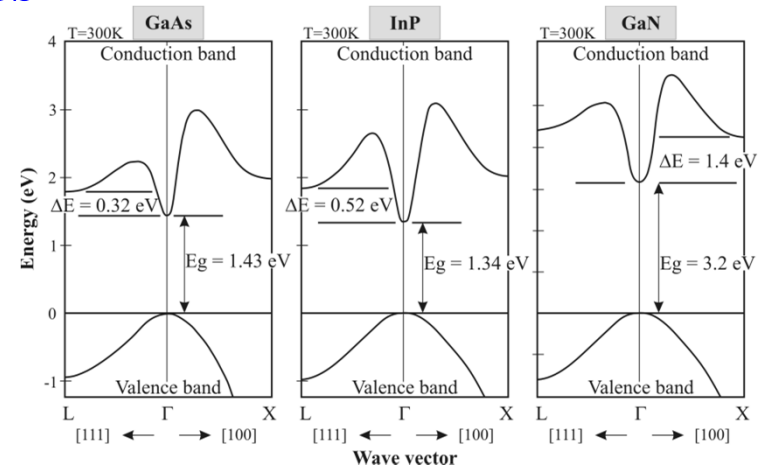 GaAs
InP
GaN
T=300K
T=300K
T=300K
Conduction band
Conduction band
Conduction band
4
3
2
1
0
-1
Energy (eV)
ΔE = 0.32 eV
Eg = 1.43 eV
ΔE = 0.52 eV
Eg = 1.34 eV
ΔE = 1.4 eV
Eg = 3.2 eV
Valence band
Valence band
Valence band
L Γ X
L Γ X
L Γ X
[111] [100]
[111] [100]
[111] [100]
Wave vector